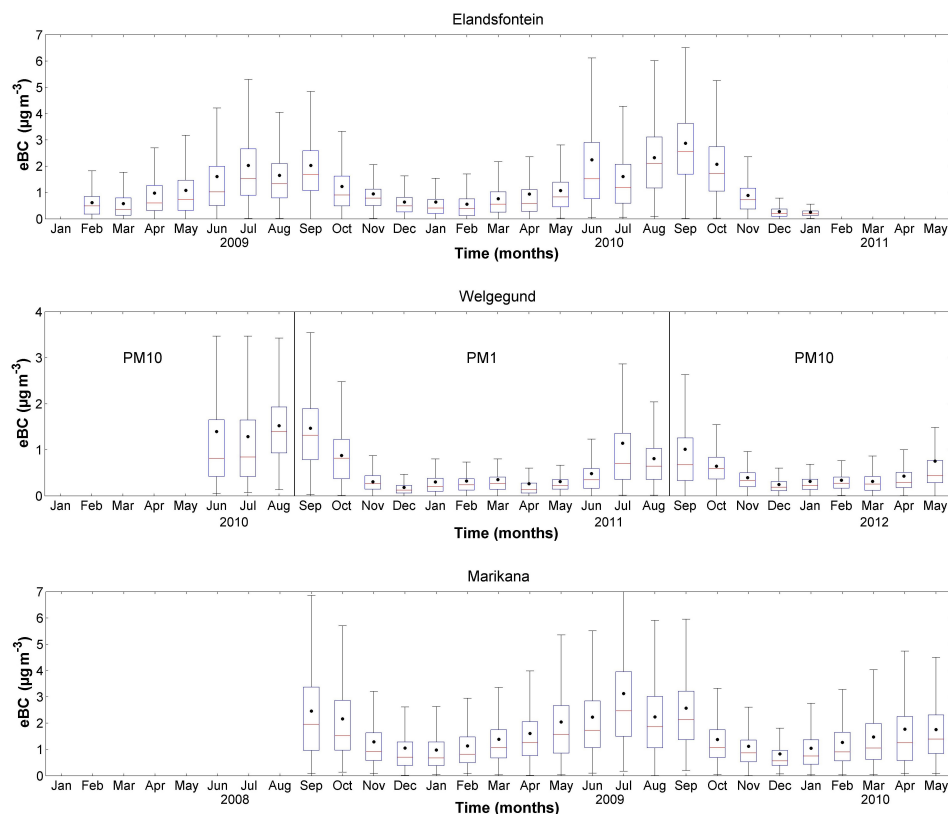 Elandsfontein
7
6
5
4
3
2
1
0
eBC (µg m⁻³)
Jan Feb Mar Apr May Jun Jul Aug Sep Oct Nov Dec Jan Feb Mar Apr May Jun Jul Aug Sep Oct Nov Dec Jan Feb Mar Apr May
2009 2010 2011
Time (months)
Welgegund
4
3
2
1
0
eBC (µg m⁻³)
PM10 PM1 PM10
Jan Feb Mar Apr May Jun Jul Aug Sep Oct Nov Dec Jan Feb Mar Apr May Jun Jul Aug Sep Oct Nov Dec Jan Feb Mar Apr May
2010 2011 2012
Time (months)
Marikana
7
6
5
4
3
2
1
0
eBC (µg m⁻³)
Jan Feb Mar Apr May Jun Jul Aug Sep Oct Nov Dec Jan Feb Mar Apr May Jun Jul Aug Sep Oct Nov Dec Jan Feb Mar Apr May
2008 2009 2010
Time (months)